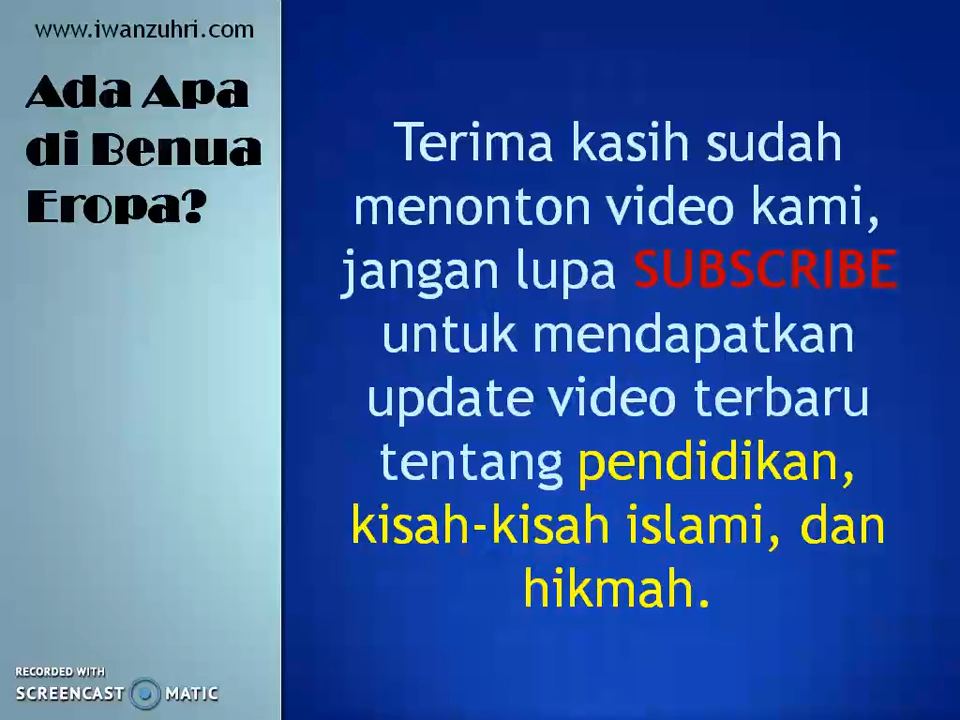 www.iwanzuhri.com
Ada Apa
di Benua
Eropa?
Terima kasih sudah
menonton video kami,
jangan lupa SUBSCRIBE
untuk mendapatkan
update video terbaru
tentang pendidikan,
kisah-kisah islami, dan
hikmah.
RECORDED WITH
SCREENCAST MATIC